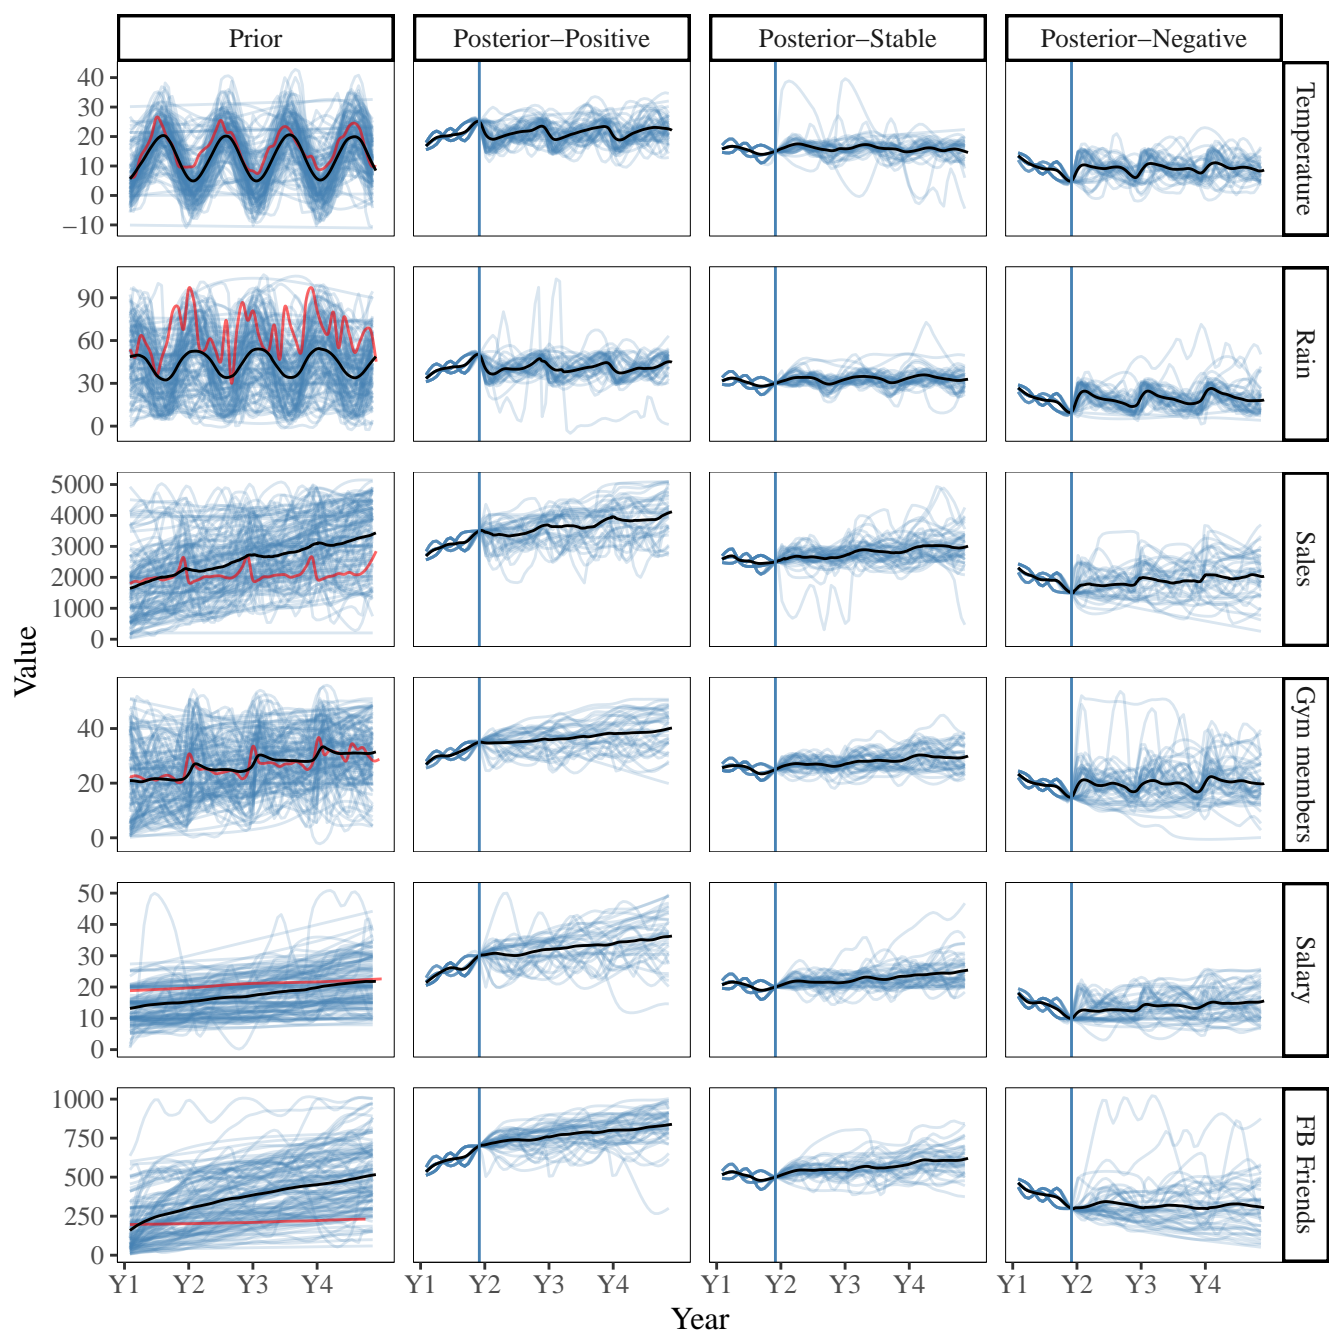 Prior
Posterior−Positive
Posterior−Stable
Posterior−Negative
40
30
20
10
0
−10
Temperature
90
60
30
0
Rain
5000
4000
3000
2000
1000
0
Sales
Value
40
20
0
Gym members
50
40
30
20
10
0
Salary
1000
750
500
250
0
FB Friends
Y1 Y2 Y3 Y4
Y1 Y2 Y3 Y4
Y1 Y2 Y3 Y4
Y1 Y2 Y3 Y4
Year